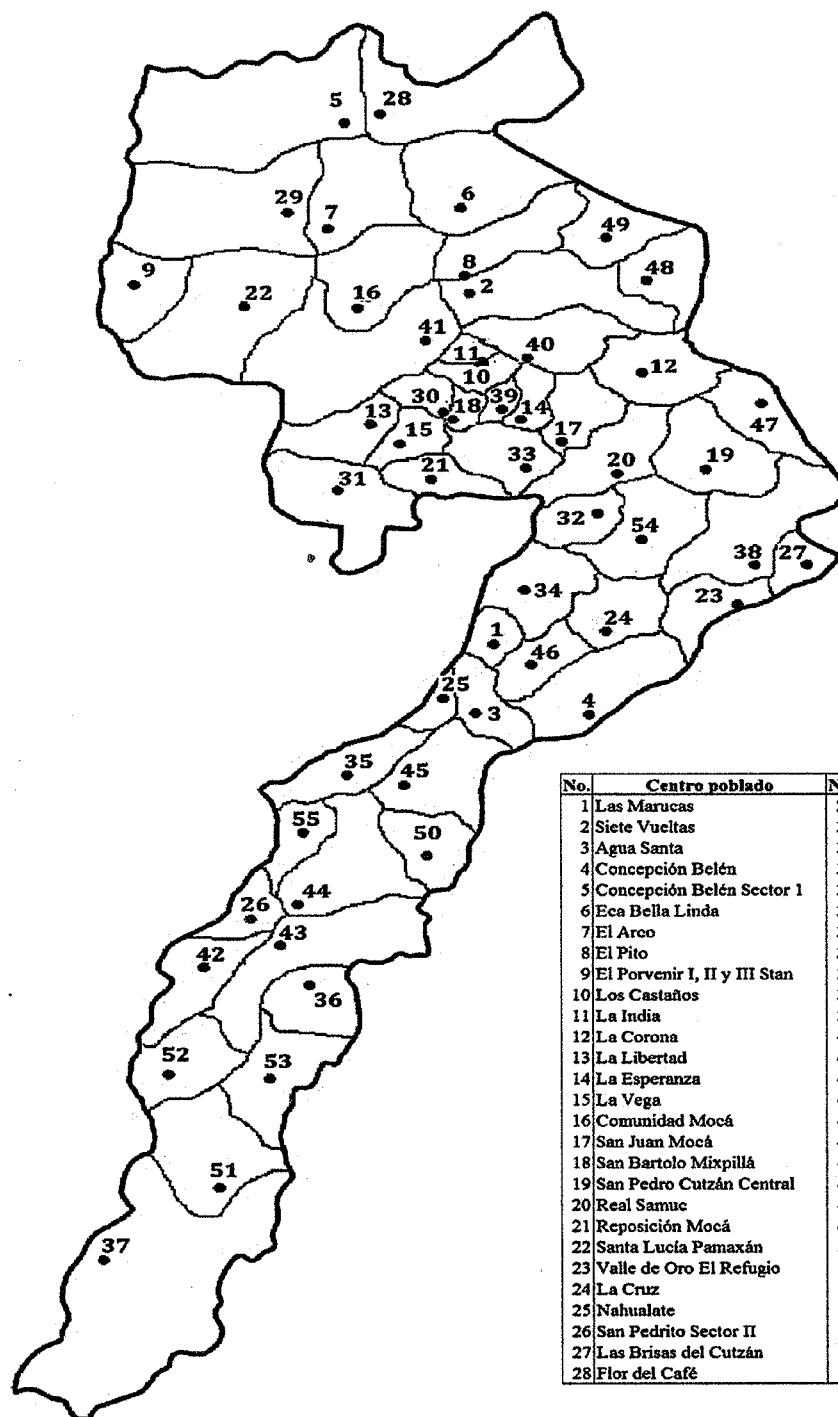 5
28
6
29
7
49
9
8
48
22
16
2
41
40
11
12
10
30
39
47
13
18
14
15
17
33
21
19
31
20
32
54
38
27
34
23
1
24
46
25
3
4
35
45
55
50
44
26
43
42
36
52
53
51
37
No. Centro poblado N
1 Las Marucas
2 Siete Vueltas
3 Agua Santa
4 Concepción Belén
5 Concepción Belén Sector 1
6 Eca Bella Linda
7 El Arco
8 El Pito
9 El Porvenir I, II y III Stan
10 Los Castaños
11 La India
12 La Corona
13 La Libertad
14 La Esperanza
15 La Vega
16 Comunidad Mocá
17 San Juan Mocá
18 San Bartolo Mixpillá
19 San Pedro Cutzán Central
20 Real Samuc
21 Reposición Mocá
22 Santa Lucía Pamaxán
23 Valle de Oro El Refugio
24 La Cruz
25 Nahualate
26 San Pedrito Sector II
27 Las Brisas del Cutzán
28 Flor del Café